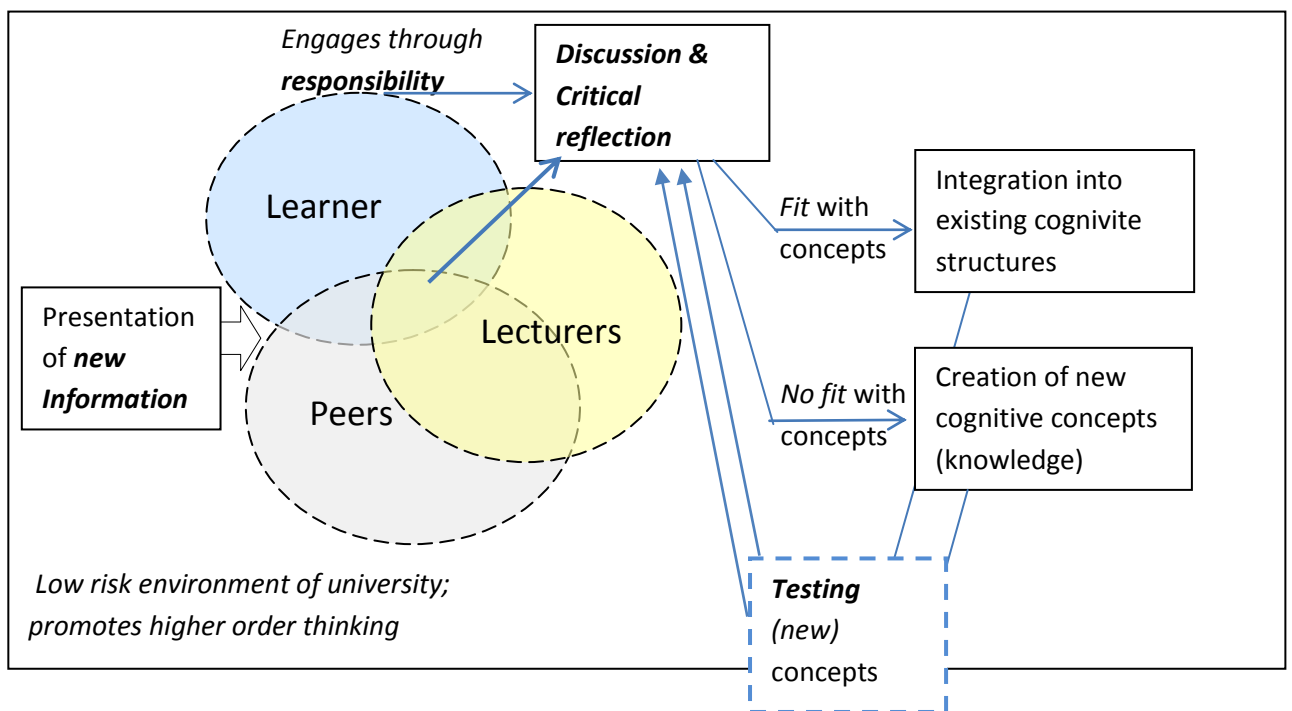 Engages through
responsibility
Discussion &
Critical
reflection
Learner
Lecturers
Peers
Presentation
of new
Information
Fit with
concepts
Integration into
existing cognivite
structures
No fit with
concepts
Creation of new
cognitive concepts
(knowledge)
Low risk environment of university;
promotes higher order thinking
Testing
(new)
concepts